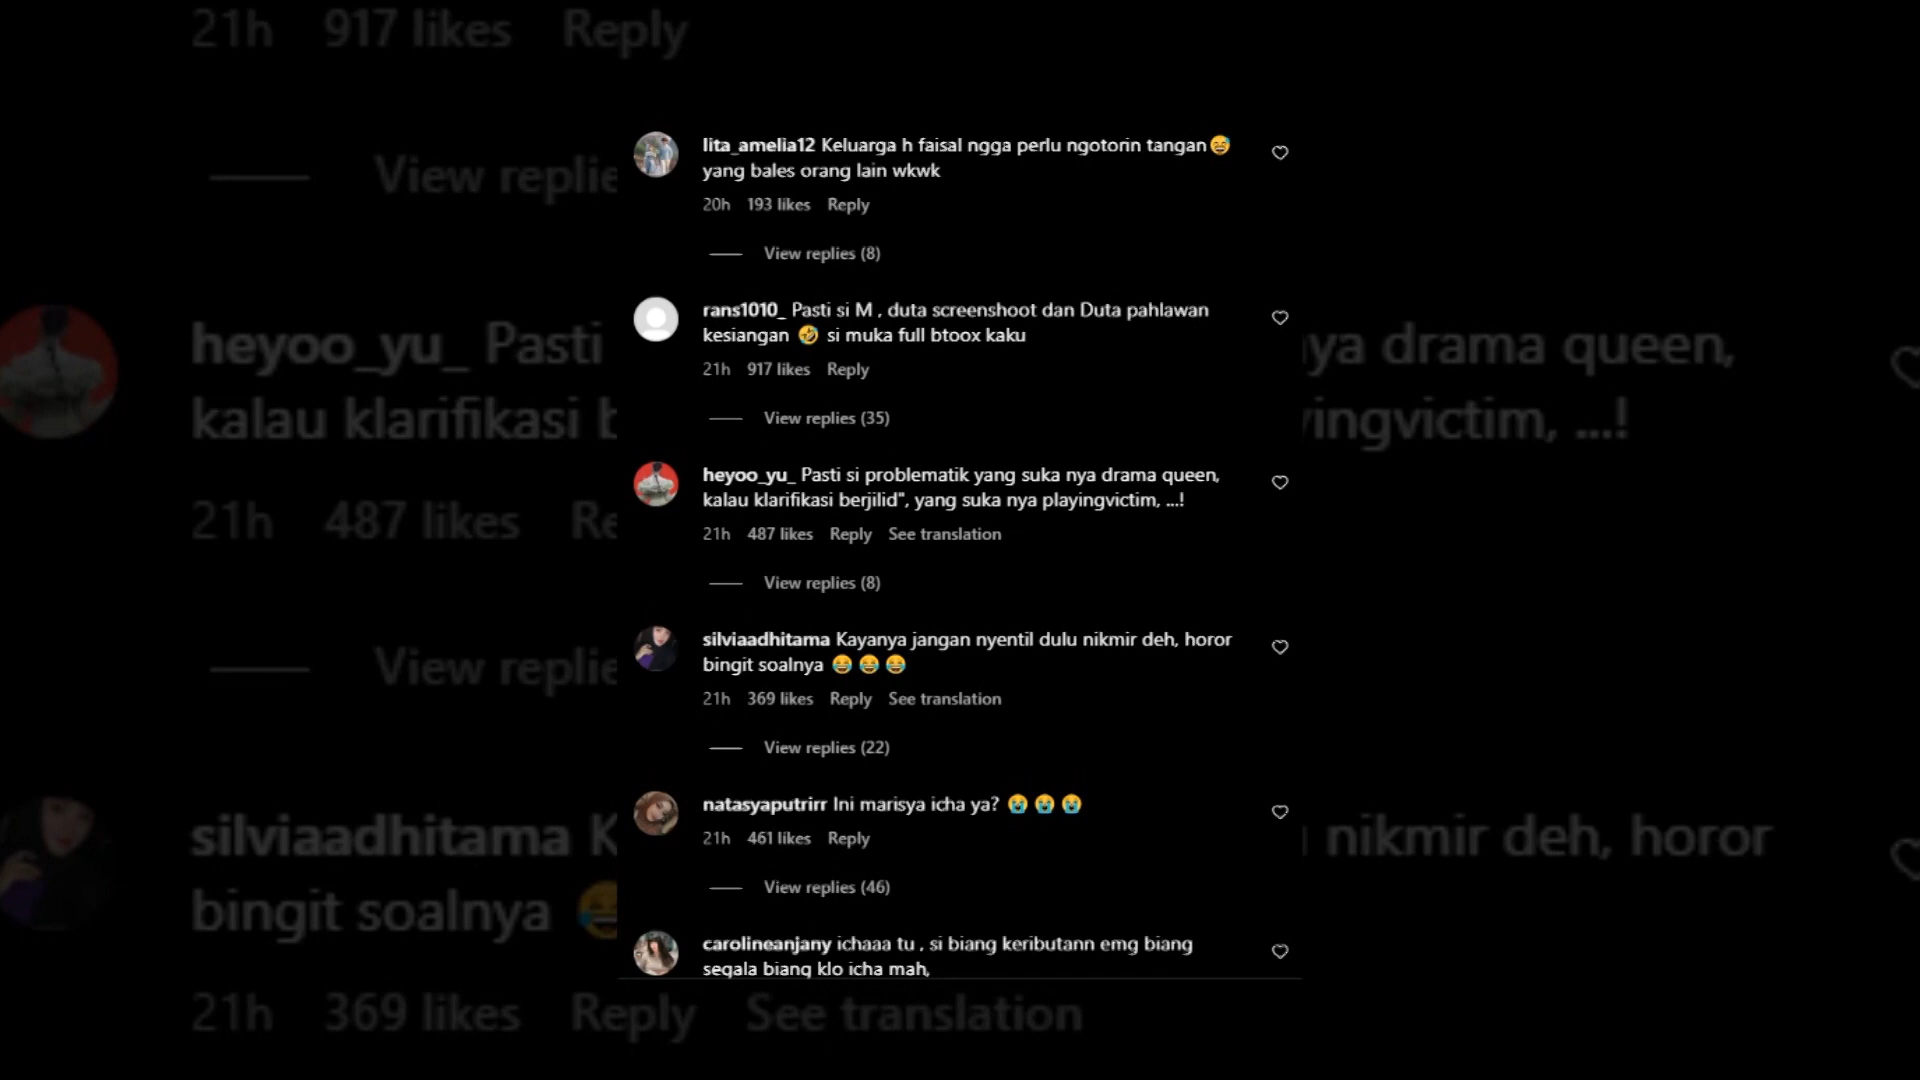 21h 917 likes Reply
View replie
heyoo_yu_ Pasti
ya drama queen,
kalau klarifikasi b
yingvictim, ...!
21h 487 likes Re
View replie
silviaadhitama K
nikmir deh, horor
bingit soalnya 😂
21h 369 likes Reply See translation
lita_amelia12 Keluarga h faisal ngga perlu ngotorin tangan😅
yang bales orang lain wkwk
20h 193 likes Reply
View replies (8)
rans1010_ Pasti si M , duta screenshoot dan Duta pahlawan
kesiangan 🤣 si muka full btoox kaku
21h 917 likes Reply
View replies (35)
heyoo_yu_ Pasti si problematik yang suka nya drama queen,
kalau klarifikasi berjilid", yang suka nya playingvictim, ...!
21h 487 likes Reply See translation
View replies (8)
silviaadhitama Kayanya jangan nyentil dulu nikmir deh, horor
bingit soalnya 😂 😂 😂
21h 369 likes Reply See translation
View replies (22)
natasyaputrirr Ini marisya icha ya? 😭 😭 😭
21h 461 likes Reply
View replies (46)
carolineanjany ichaaa tu , si biang keributann emg biang
segala biang klo icha mah,